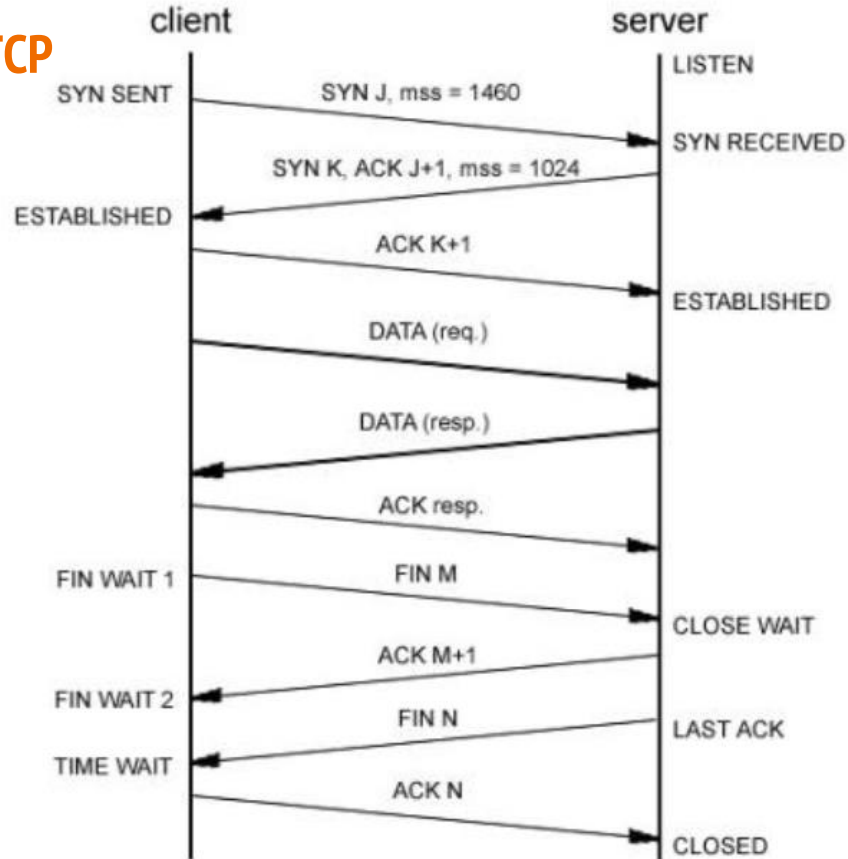 client
server
TCP
LISTEN
SYN SENT
SYN J, mss = 1460
SYN RECEIVED
SYN K, ACK J+1, mss = 1024
ESTABLISHED
ACK K+1
ESTABLISHED
DATA (req.)
DATA (resp.)
ACK resp.
FIN WAIT 1
FIN M
CLOSE WAIT
ACK M+1
FIN WAIT 2
FIN N
LAST ACK
TIME WAIT
ACK N
CLOSED